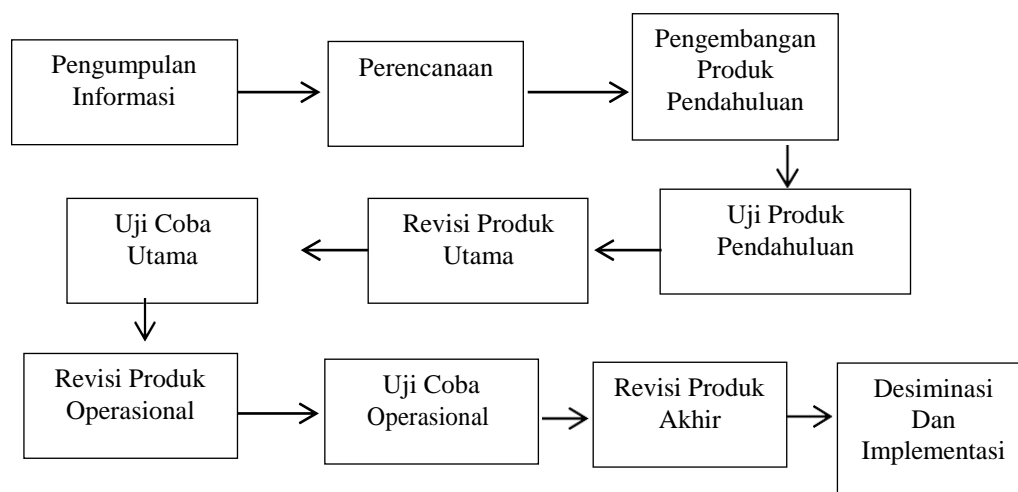 Pengumpulan
Informasi
Perencanaan
Pengembangan
Produk
Pendahuluan
Uji Produk
Pendahuluan
Revisi Produk
Utama
Uji Coba
Utama
Revisi Produk
Operasional
Uji Coba
Operasional
Revisi Produk
Akhir
Desiminasi
Dan
Implementasi